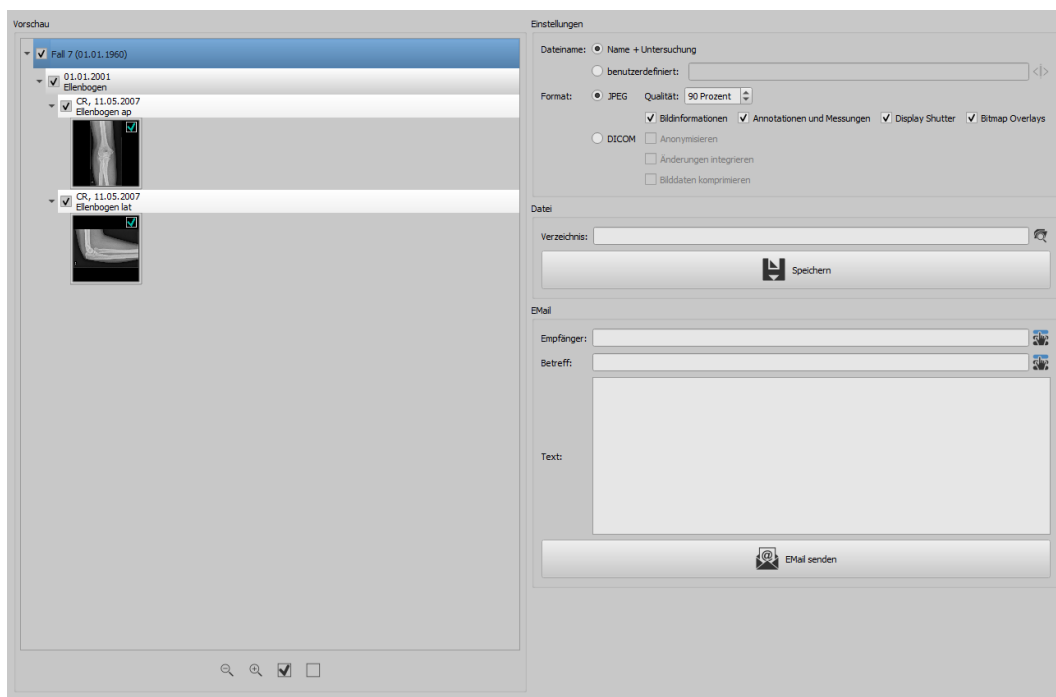 Vorschau
Fall 7 (01.01.1960)
01.01.2001
Ellenbogen
CR, 11.05.2007
Ellenbogen ap
CR, 11.05.2007
Ellenbogen lat
Einstellungen
Dateiname: Name + Untersuchung
benutzerdefiniert:
Format: JPEG Qualität: 90 Prozent
Bildinformationen Annotationen und Messungen Display Shutter Bitmap Overlays
DICOM Anonymisieren
Änderungen integrieren
Bilddaten komprimieren
Datei
Verzeichnis:
Speichern
EMail
Empfänger:
Betreff:
Text:
EMail senden